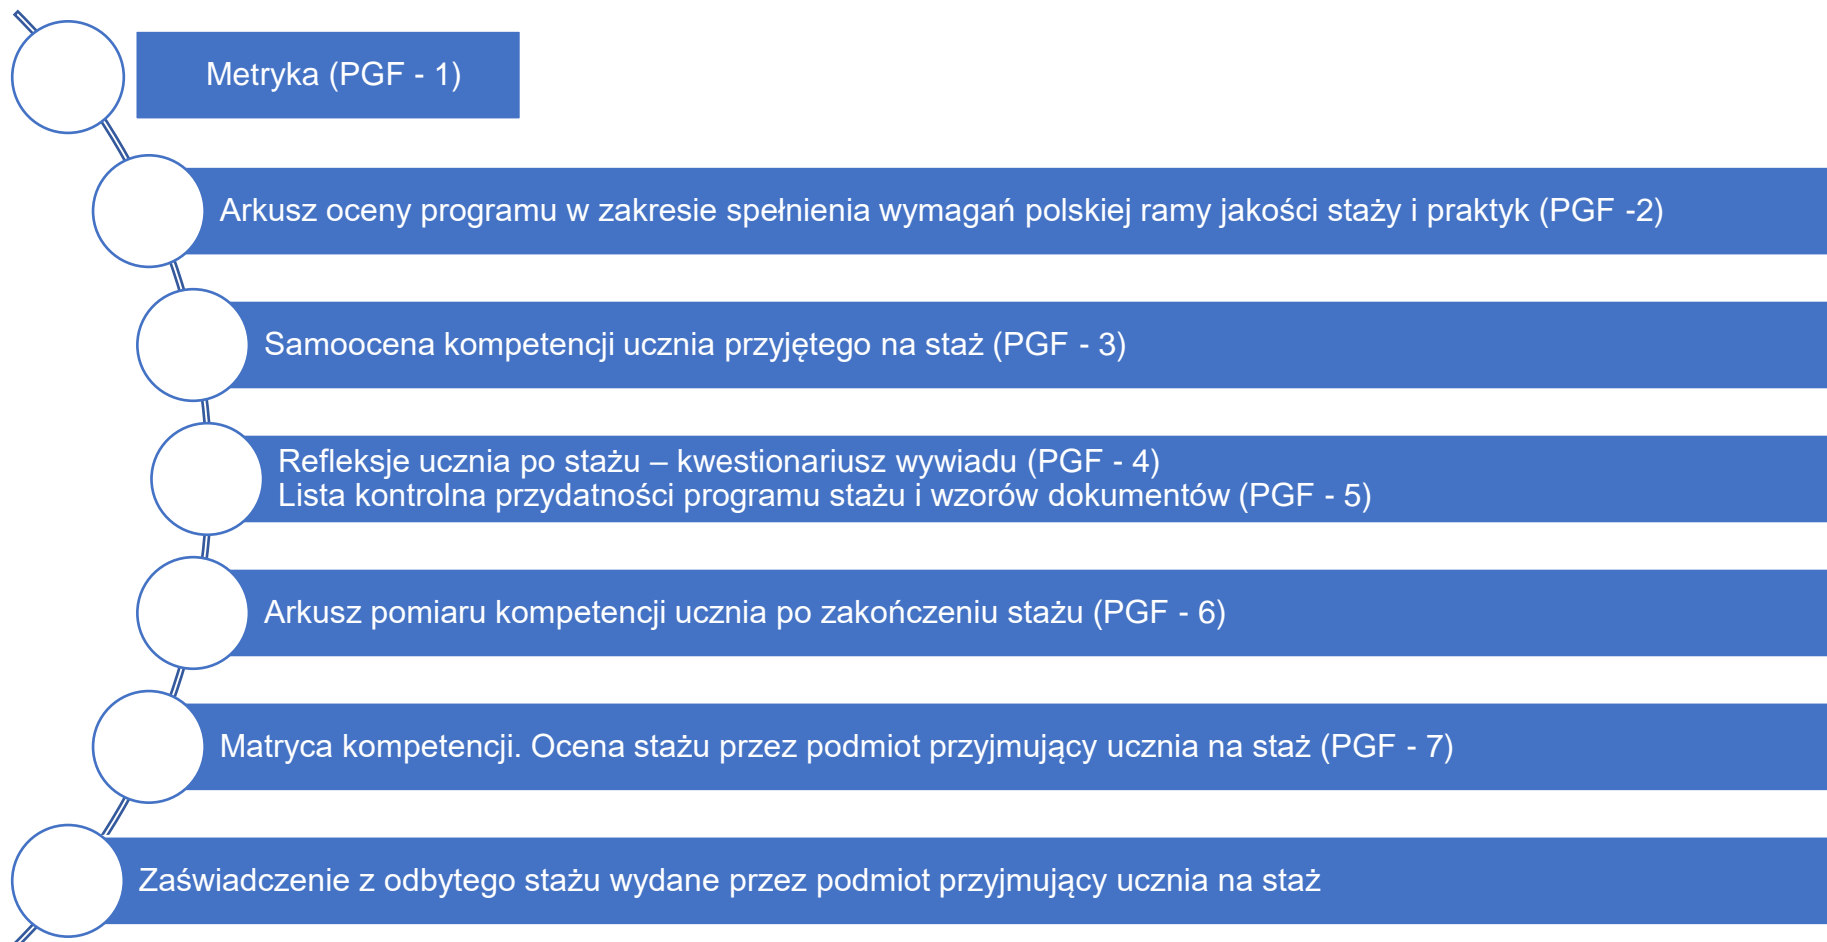 Metryka (PGF - 1)
Arkusz oceny programu w zakresie spełnienia wymagań polskiej ramy jakości staży i praktyk (PGF -2)
Samoocena kompetencji ucznia przyjętego na staż (PGF - 3)
Refleksje ucznia po stażu – kwestionariusz wywiadu (PGF - 4)
Lista kontrolna przydatności programu stażu i wzorów dokumentów (PGF - 5)
Arkusz pomiaru kompetencji ucznia po zakończeniu stażu (PGF - 6)
Matryca kompetencji. Ocena stażu przez podmiot przyjmujący ucznia na staż (PGF - 7)
Zaświadczenie z odbytego stażu wydane przez podmiot przyjmujący ucznia na staż